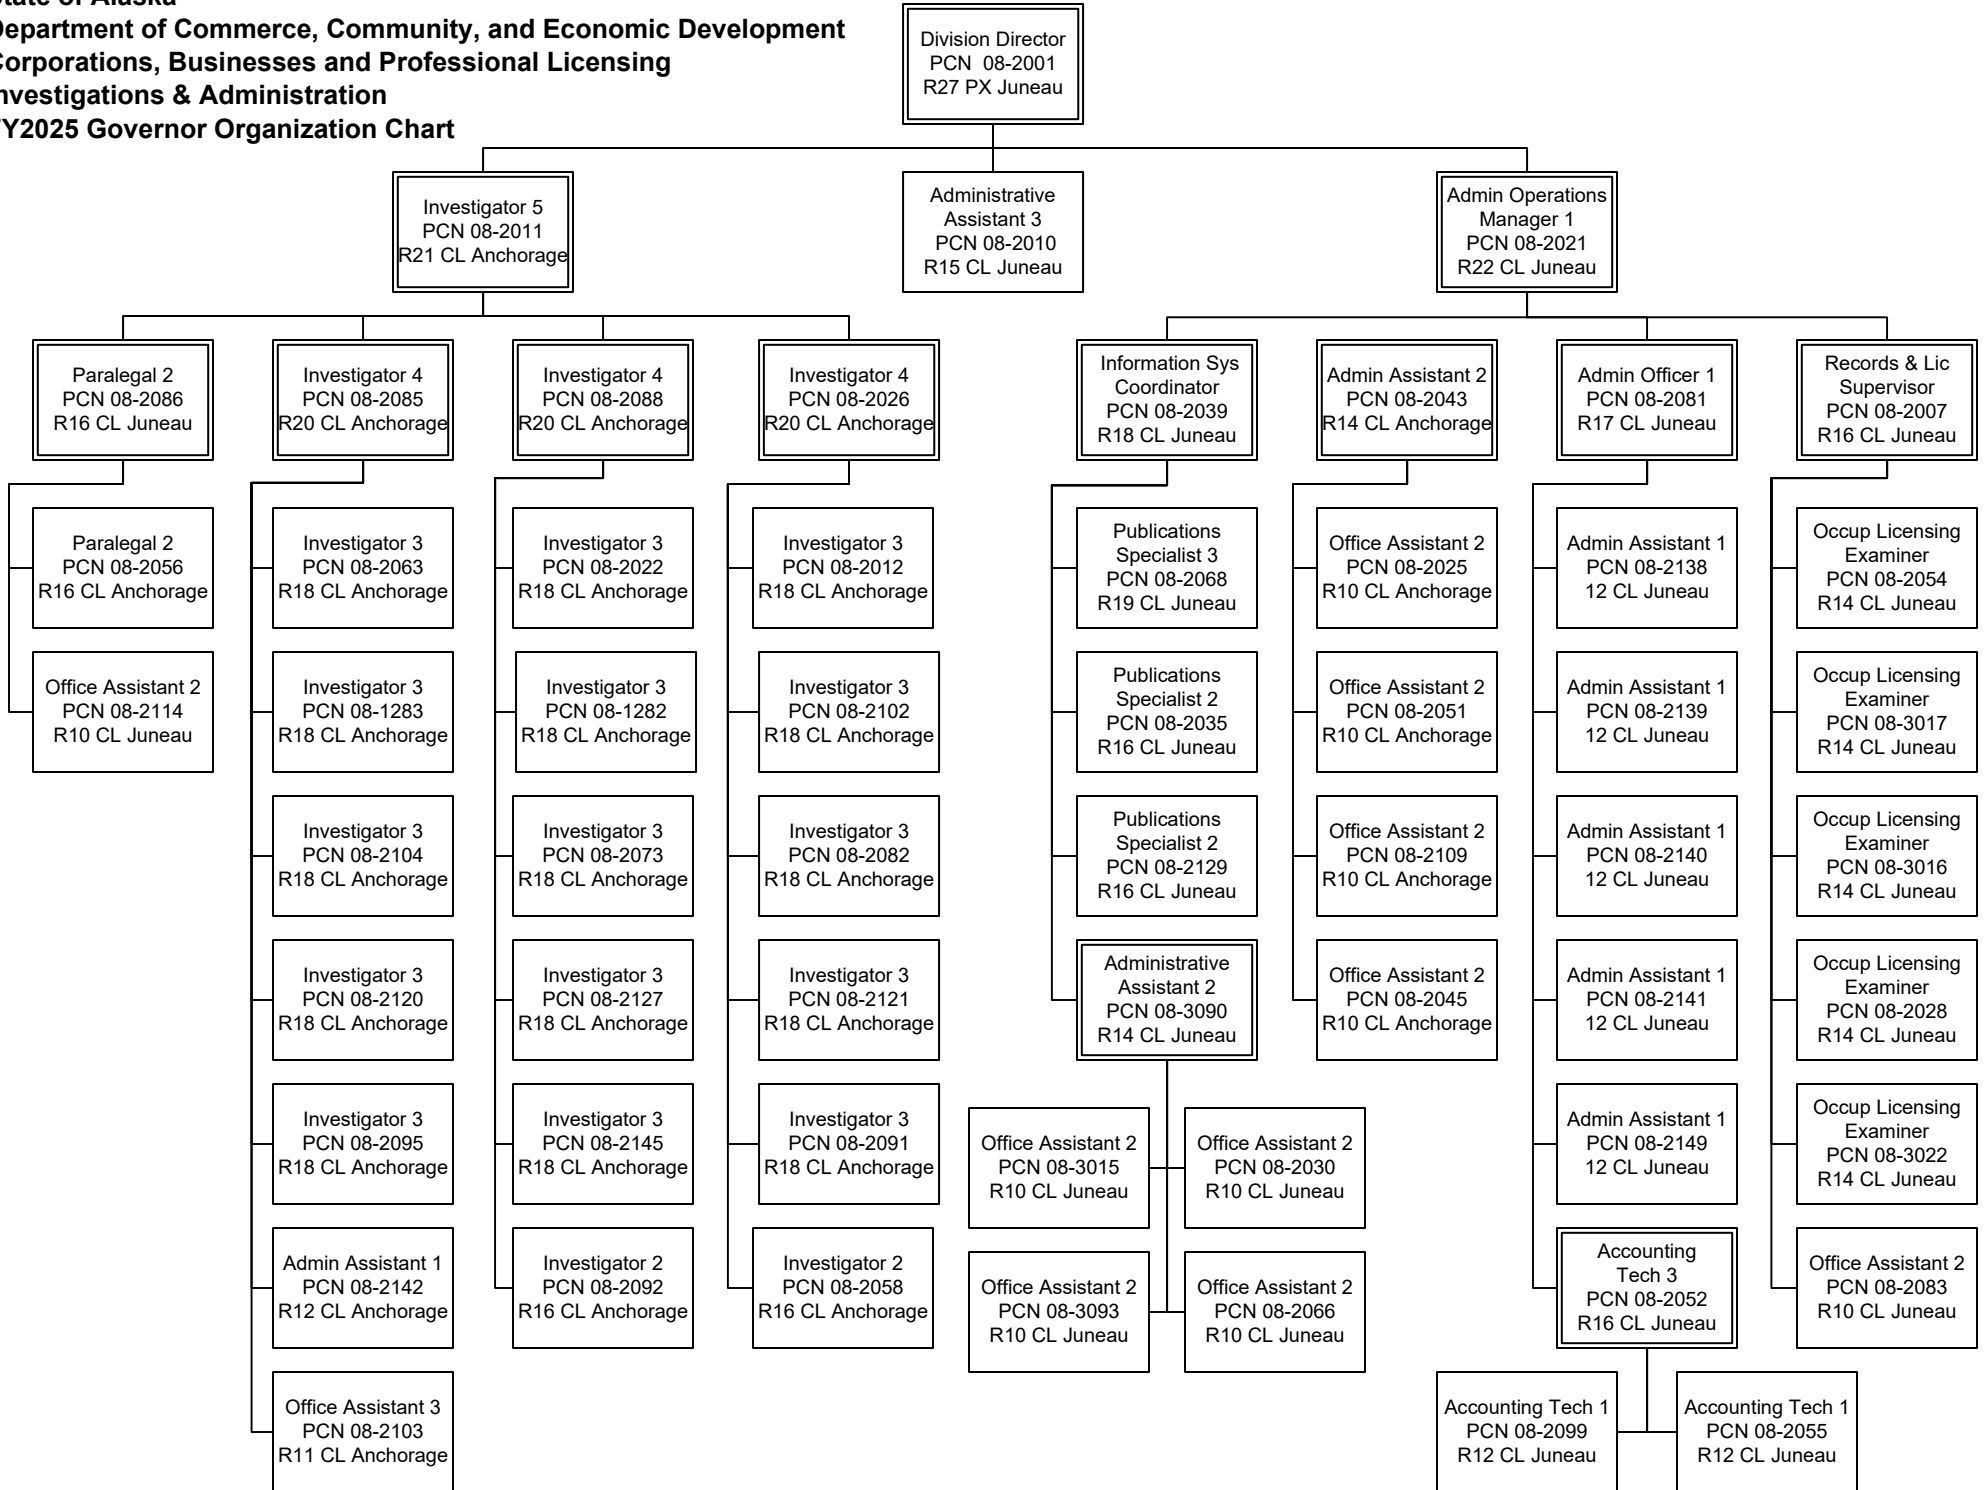 State of Alaska
Department of Commerce, Community, and Economic Development
Corporations, Businesses and Professional Licensing
Investigations & Administration
FY2025 Governor Organization Chart
Division Director
PCN 08-2001
R27 PX Juneau
Investigator 5
PCN 08-2011
R21 CL Anchorage
Administrative
Assistant 3
PCN 08-2010
R15 CL Juneau
Admin Operations
Manager 1
PCN 08-2021
R22 CL Juneau
Paralegal 2
PCN 08-2086
R16 CL Juneau
Investigator 4
PCN 08-2085
R20 CL Anchorage
Investigator 4
PCN 08-2088
R20 CL Anchorage
Investigator 4
PCN 08-2026
R20 CL Anchorage
Information Sys
Coordinator
PCN 08-2039
R18 CL Juneau
Admin Assistant 2
PCN 08-2043
R14 CL Anchorage
Admin Officer 1
PCN 08-2081
R17 CL Juneau
Records & Lic
Supervisor
PCN 08-2007
R16 CL Juneau
Paralegal 2
PCN 08-2056
R16 CL Anchorage
Investigator 3
PCN 08-2063
R18 CL Anchorage
Investigator 3
PCN 08-2022
R18 CL Anchorage
Investigator 3
PCN 08-2012
R18 CL Anchorage
Publications
Specialist 3
PCN 08-2068
R19 CL Juneau
Office Assistant 2
PCN 08-2025
R10 CL Anchorage
Admin Assistant 1
PCN 08-2138
12 CL Juneau
Occup Licensing
Examiner
PCN 08-2054
R14 CL Juneau
Office Assistant 2
PCN 08-2114
R10 CL Juneau
Investigator 3
PCN 08-1283
R18 CL Anchorage
Investigator 3
PCN 08-1282
R18 CL Anchorage
Investigator 3
PCN 08-2102
R18 CL Anchorage
Publications
Specialist 2
PCN 08-2035
R16 CL Juneau
Office Assistant 2
PCN 08-2051
R10 CL Anchorage
Admin Assistant 1
PCN 08-2139
12 CL Juneau
Occup Licensing
Examiner
PCN 08-3017
R14 CL Juneau
Investigator 3
PCN 08-2104
R18 CL Anchorage
Investigator 3
PCN 08-2073
R18 CL Anchorage
Investigator 3
PCN 08-2082
R18 CL Anchorage
Publications
Specialist 2
PCN 08-2129
R16 CL Juneau
Office Assistant 2
PCN 08-2109
R10 CL Anchorage
Admin Assistant 1
PCN 08-2140
12 CL Juneau
Occup Licensing
Examiner
PCN 08-3016
R14 CL Juneau
Investigator 3
PCN 08-2120
R18 CL Anchorage
Investigator 3
PCN 08-2127
R18 CL Anchorage
Investigator 3
PCN 08-2121
R18 CL Anchorage
Administrative
Assistant 2
PCN 08-3090
R14 CL Juneau
Office Assistant 2
PCN 08-2045
R10 CL Anchorage
Admin Assistant 1
PCN 08-2141
12 CL Juneau
Occup Licensing
Examiner
PCN 08-2028
R14 CL Juneau
Investigator 3
PCN 08-2095
R18 CL Anchorage
Investigator 3
PCN 08-2145
R18 CL Anchorage
Investigator 3
PCN 08-2091
R18 CL Anchorage
Office Assistant 2
PCN 08-3015
R10 CL Juneau
Office Assistant 2
PCN 08-2030
R10 CL Juneau
Admin Assistant 1
PCN 08-2149
12 CL Juneau
Occup Licensing
Examiner
PCN 08-3022
R14 CL Juneau
Admin Assistant 1
PCN 08-2142
R12 CL Anchorage
Investigator 2
PCN 08-2092
R16 CL Anchorage
Investigator 2
PCN 08-2058
R16 CL Anchorage
Office Assistant 2
PCN 08-3093
R10 CL Juneau
Office Assistant 2
PCN 08-2066
R10 CL Juneau
Accounting
Tech 3
PCN 08-2052
R16 CL Juneau
Office Assistant 2
PCN 08-2083
R10 CL Juneau
Office Assistant 3
PCN 08-2103
R11 CL Anchorage
Accounting Tech 1
PCN 08-2099
R12 CL Juneau
Accounting Tech 1
PCN 08-2055
R12 CL Juneau